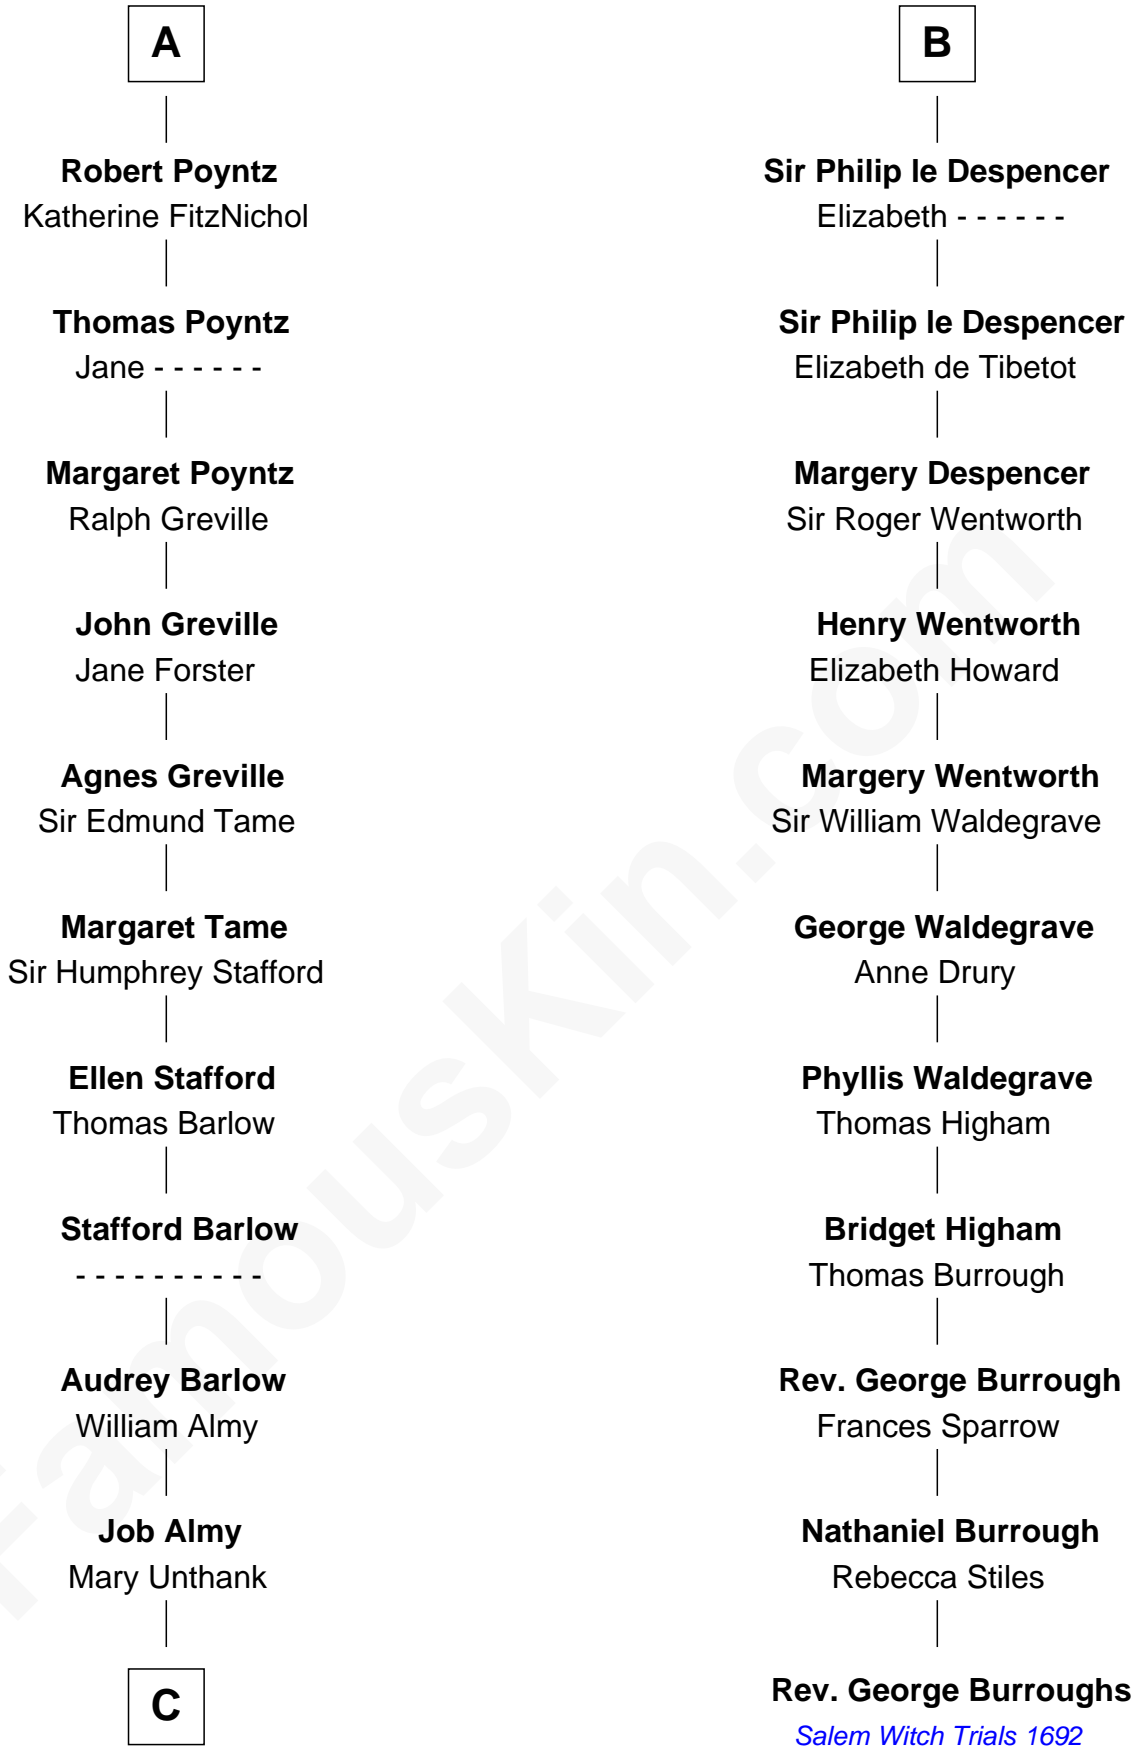 A
Robert Poyntz
Katherine FitzNichol
Thomas Poyntz
Jane - - - - - -
Margaret Poyntz
Ralph Greville
John Greville
Jane Forster
Agnes Greville
Sir Edmund Tame
Margaret Tame
Sir Humphrey Stafford
Ellen Stafford
Thomas Barlow
Stafford Barlow
- - - - - - - - - -
Audrey Barlow
William Almy
Job Almy
Mary Unthank
C
B
Sir Philip le Despencer
Elizabeth - - - - - -
Sir Philip le Despencer
Elizabeth de Tibetot
Margery Despencer
Sir Roger Wentworth
Henry Wentworth
Elizabeth Howard
Margery Wentworth
Sir William Waldegrave
George Waldegrave
Anne Drury
Phyllis Waldegrave
Thomas Higham
Bridget Higham
Thomas Burrough
Rev. George Burrough
Frances Sparrow
Nathaniel Burrough
Rebecca Stiles
Rev. George Burroughs
Salem Witch Trials 1692
FamousKin.com